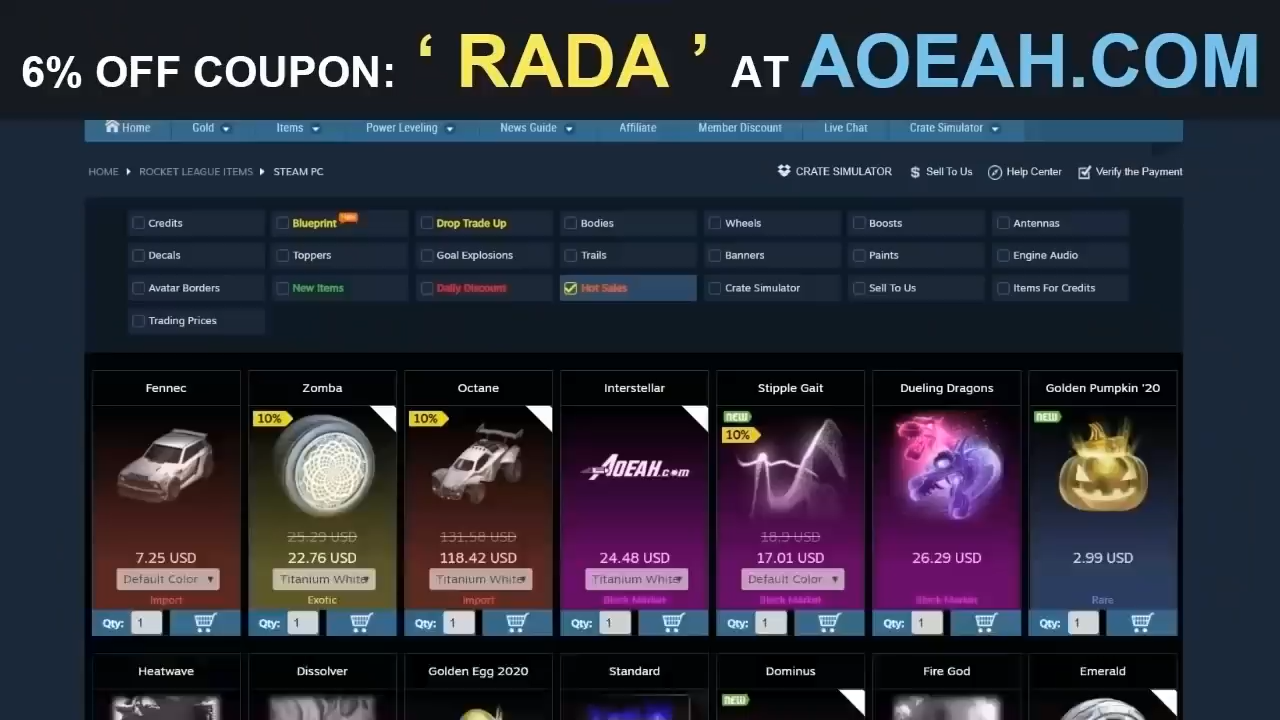 6% OFF COUPON: ‘ RADA ’ AT AOEAH.COM
Home Gold Items Power Leveling News Guide Affiliate Member Discount Live Chat Crate Simulator
HOME ROCKET LEAGUE ITEMS STEAM PC CRATE SIMULATOR $ Sell To Us Help Center Verify the Payment
Credits Blueprint Drop Trade Up Bodies Wheels Boosts Antennas
Decals Toppers Goal Explosions Trails Banners Paints Engine Audio
Avatar Borders New Items Daily Discount Hot Sales Crate Simulator Sell To Us Items For Credits
Trading Prices
Fennec Zomba Octane Interstellar Stipple Gait Dueling Dragons Golden Pumpkin '20
10% 10% NEW NEW
10%
AOEAH.COM
25.29 USD 131.58 USD 18.9 USD
7.25 USD 22.76 USD 118.42 USD 24.48 USD 17.01 USD 26.29 USD 2.99 USD
Default Color Titanium White Titanium White Titanium White Default Color
Import Exotic Import Black Market Black Market Black Market Rare
Qty: 1 Qty: 1 Qty: 1 Qty: 1 Qty: 1 Qty: 1 Qty: 1
Heatwave Dissolver Golden Egg 2020 Standard Dominus Fire God Emerald
NEW